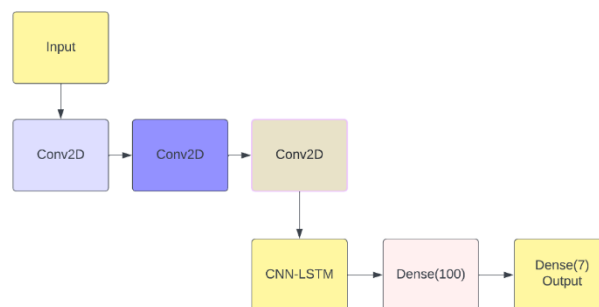 Input
Conv2D
Conv2D
Conv2D
CNN-LSTM
Dense(100)
Dense(7)
Output